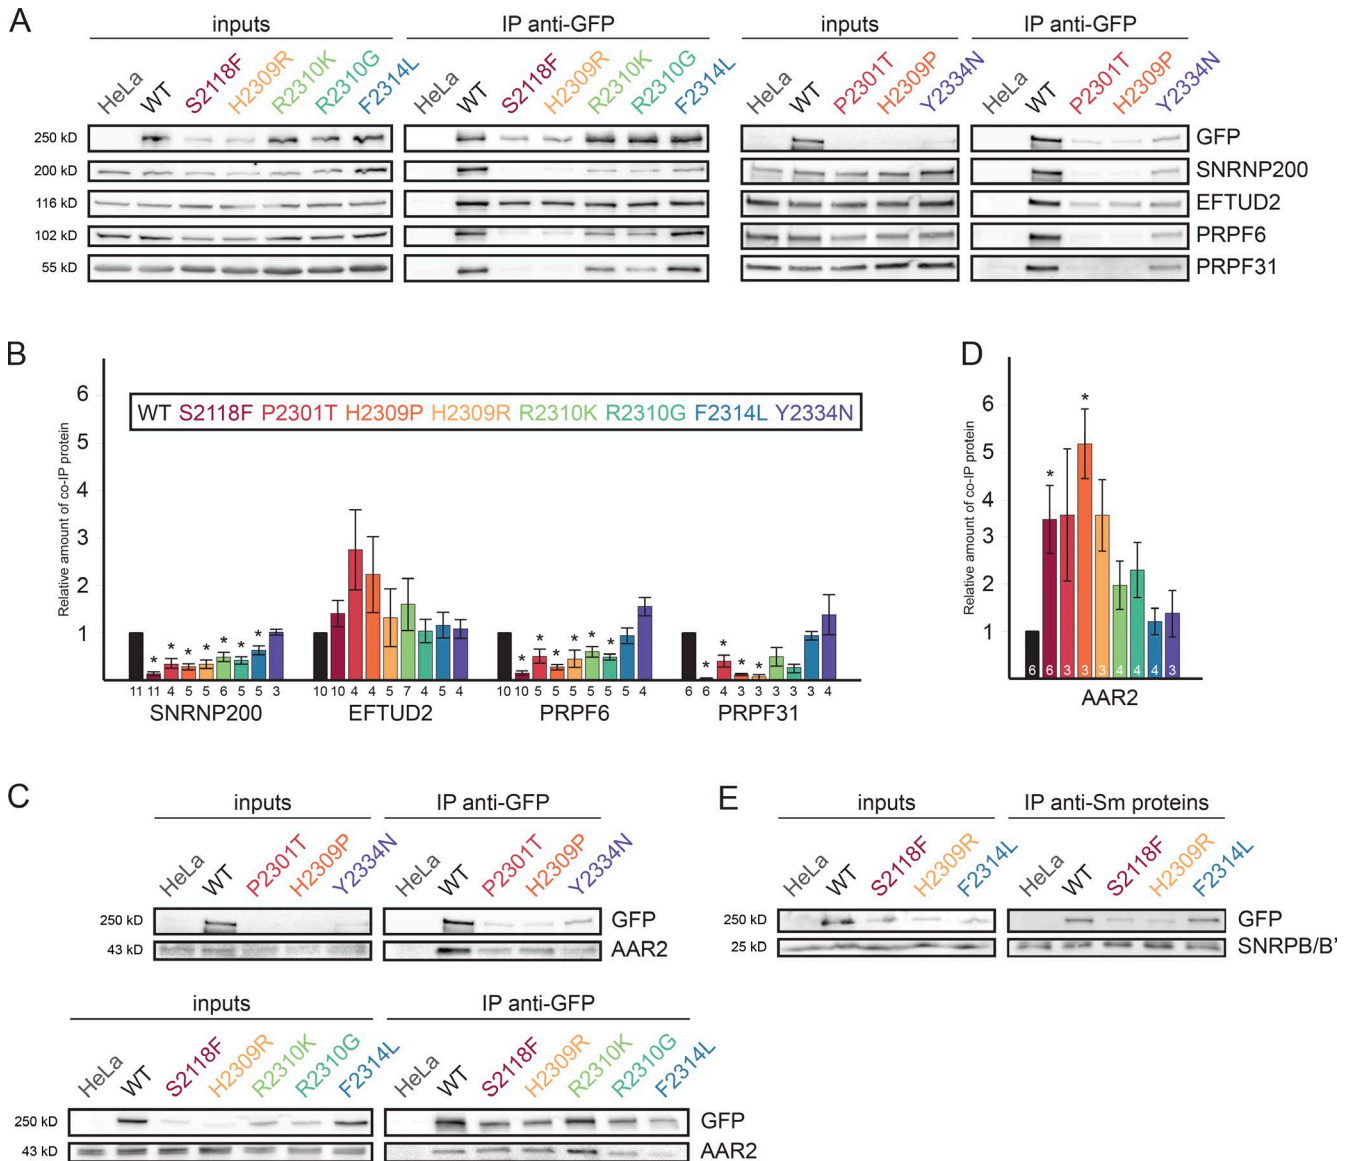 A
inputs
IP anti-GFP
inputs
IP anti-GFP
HeLa WT S2118F H2309R R2310K R2310G F2314L
HeLa WT S2118F H2309R R2310K R2310G F2314L
HeLa WT P2301T H2309P Y2334N
HeLa WT P2301T H2309P Y2334N
250 kD GFP
200 kD SNRNP200
116 kD EFTUD2
102 kD PRPF6
55 kD PRPF31
B
Relative amount of co-IP protein
6
5
4
3
2
1
WT S2118F P2301T H2309P H2309R R2310K R2310G F2314L Y2334N
* * * * * * *
* * * * * *
* * * *
11 11 4 5 5 6 5 5 3
10 10 4 4 5 7 4 5 4
10 10 5 5 5 5 5 5 4
6 6 4 3 3 3 3 3 4
SNRNP200
EFTUD2
PRPF6
PRPF31
D
Relative amount of co-IP protein
6
5
4
3
2
1
* *
6 6 3 3 3 4 4 4 3
AAR2
C
inputs
IP anti-GFP
HeLa WT P2301T H2309P Y2334N
HeLa WT P2301T H2309P Y2334N
250 kD GFP
43 kD AAR2
inputs
IP anti-GFP
HeLa WT S2118F H2309R R2310K R2310G F2314L
HeLa WT S2118F H2309R R2310K R2310G F2314L
250 kD GFP
43 kD AAR2
E
inputs
IP anti-Sm proteins
HeLa WT S2118F H2309R F2314L
HeLa WT S2118F H2309R F2314L
250 kD GFP
25 kD SNRPB/B'